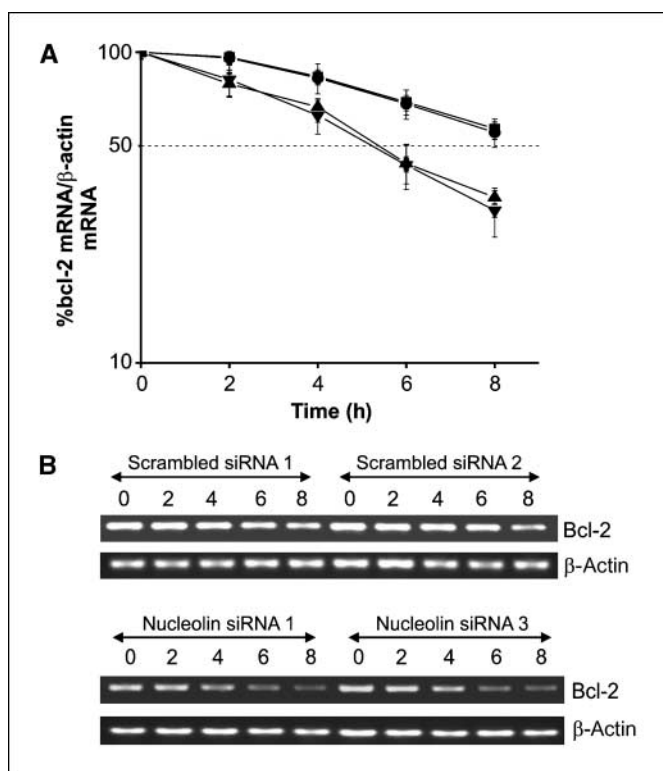 A
100
50
10
%bcl-2 mRNA/β-actin
mRNA
0 2 4 6 8
Time (h)
B
Scrambled siRNA 1 Scrambled siRNA 2
0 2 4 6 8 0 2 4 6 8
Bcl-2
β-Actin
Nucleolin siRNA 1 Nucleolin siRNA 3
0 2 4 6 8 0 2 4 6 8
Bcl-2
β-Actin